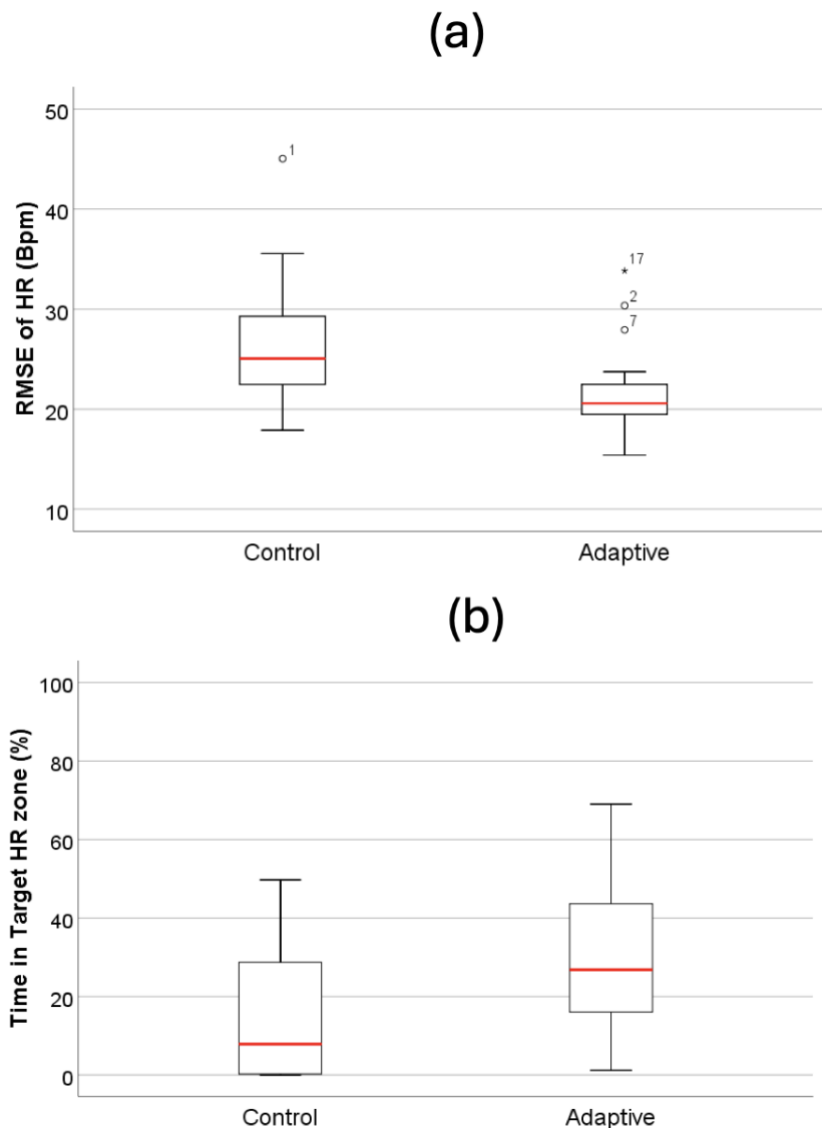 (a)
RMSE of HR (Bpm)
50
40
30
20
10
1
17
2
7
Control
Adaptive
(b)
Time in Target HR zone (%)
100
80
60
40
20
0
Control
Adaptive